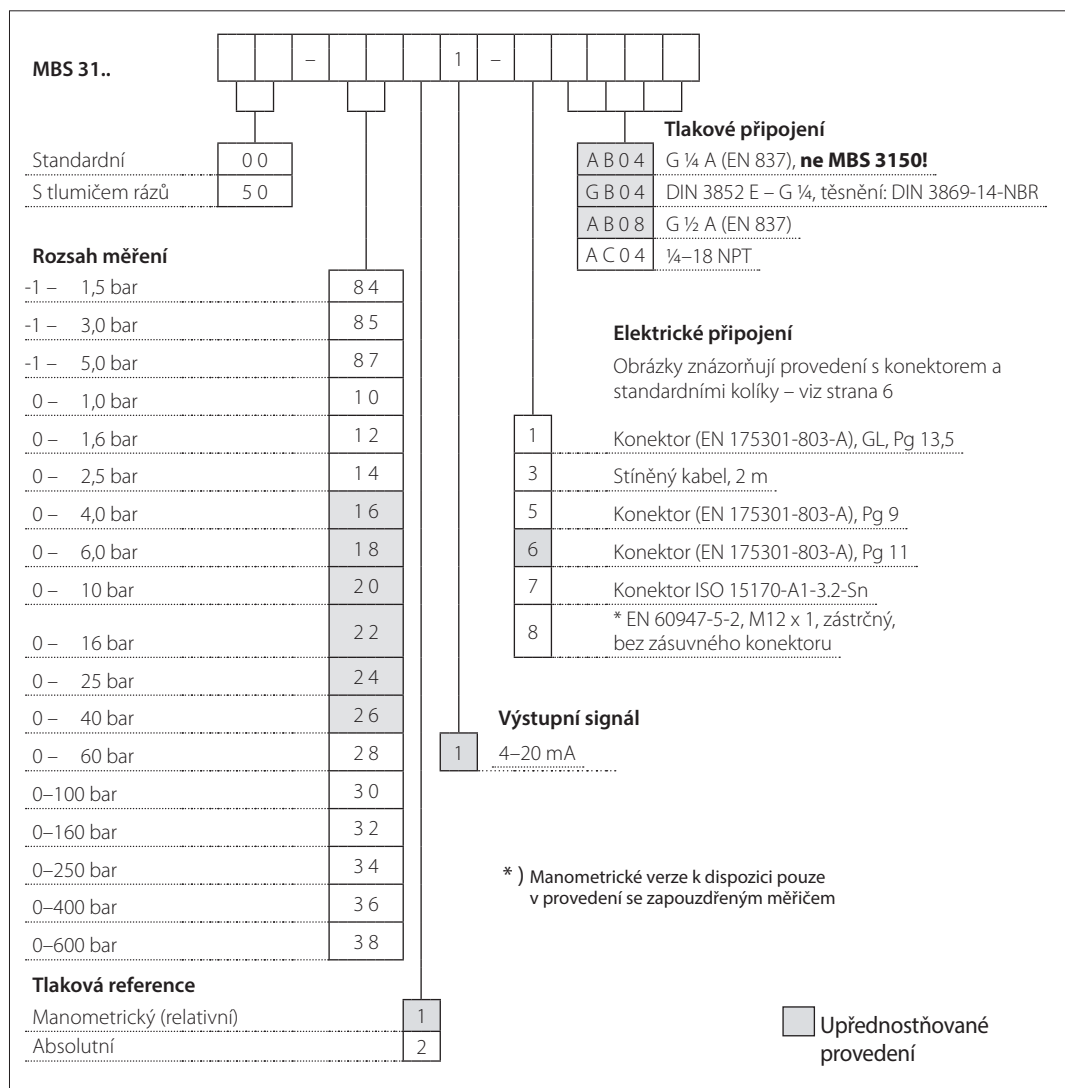 MBS 31.. – 1 –
Standardní 0 0
S tlumičem rázů 5 0
Tlakové připojení
A B 0 4 G ¼ A (EN 837), ne MBS 3150!
G B 0 4 DIN 3852 E – G ¼, těsnění: DIN 3869-14-NBR
A B 0 8 G ½ A (EN 837)
A C 0 4 ¼–18 NPT
Rozsah měření
-1 – 1,5 bar 8 4
-1 – 3,0 bar 8 5
-1 – 5,0 bar 8 7
0 – 1,0 bar 1 0
0 – 1,6 bar 1 2
0 – 2,5 bar 1 4
0 – 4,0 bar 1 6
0 – 6,0 bar 1 8
0 – 10 bar 2 0
0 – 16 bar 2 2
0 – 25 bar 2 4
0 – 40 bar 2 6
0 – 60 bar 2 8
0–100 bar 3 0
0–160 bar 3 2
0–250 bar 3 4
0–400 bar 3 6
0–600 bar 3 8
Elektrické připojení
Obrázky znázorňují provedení s konektorem a
standardními kolíky – viz strana 6
1 Konektor (EN 175301-803-A), GL, Pg 13,5
3 Stíněný kabel, 2 m
5 Konektor (EN 175301-803-A), Pg 9
6 Konektor (EN 175301-803-A), Pg 11
7 Konektor ISO 15170-A1-3.2-Sn
8 * EN 60947-5-2, M12 x 1, zástrčný,
bez zásuvného konektoru
Výstupní signál
1 4–20 mA
* ) Manometrické verze k dispozici pouze
v provedení se zapouzdřeným měřičem
Tlaková reference
Manometrický (relativní) 1
Absolutní 2
Upřednostňované
provedení